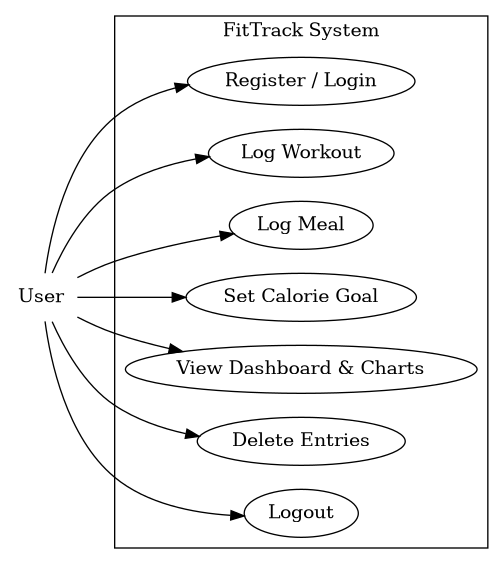 FitTrack System
Register / Login
Log Workout
Log Meal
User
Set Calorie Goal
View Dashboard & Charts
Delete Entries
Logout